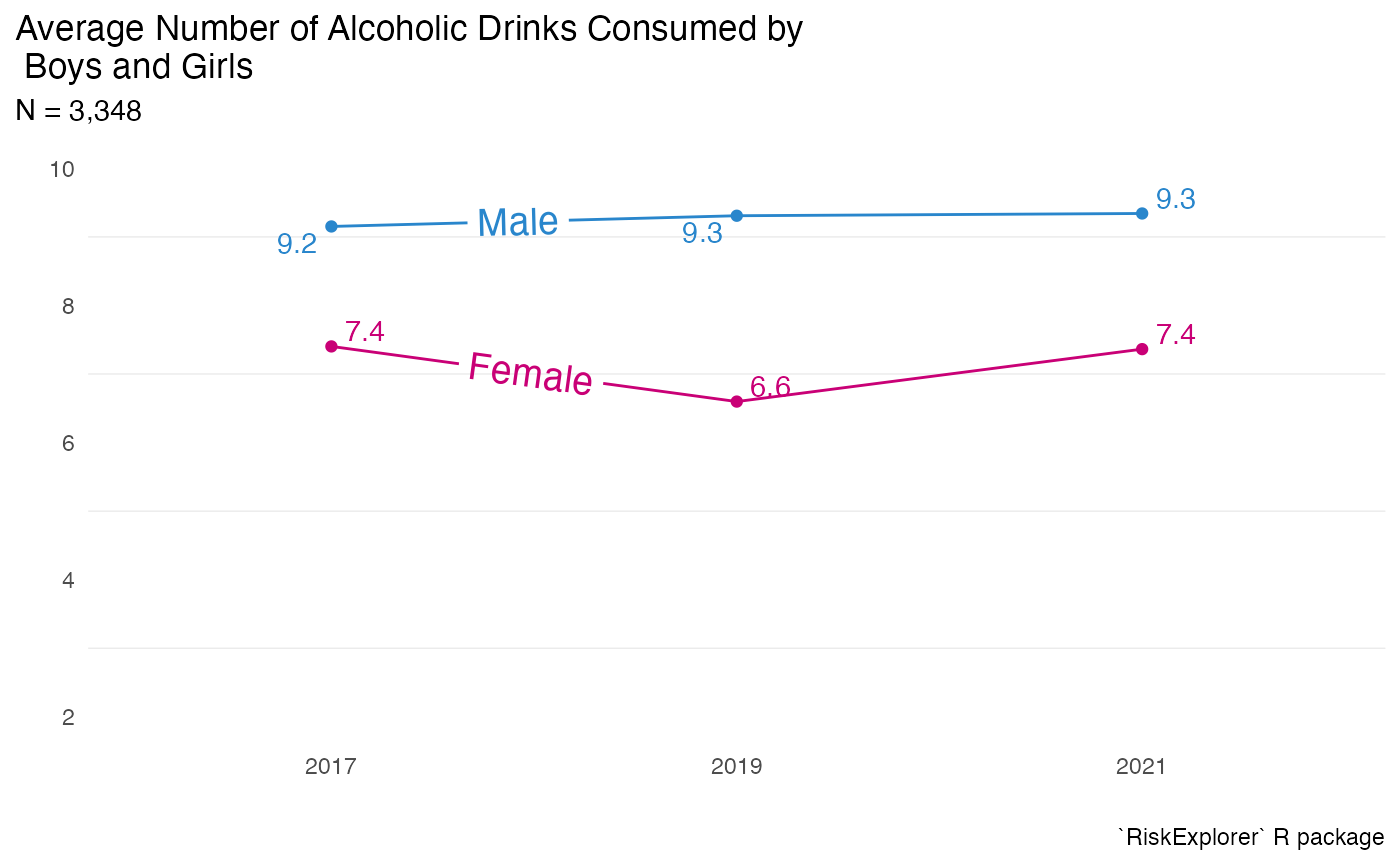 Average Number of Alcoholic Drinks Consumed by
Boys and Girls
N = 3,348
10
8
6
4
2
9.2
Male
9.3
9.3
7.4
Female
6.6
7.4
2017
2019
2021
`RiskExplorer` R package